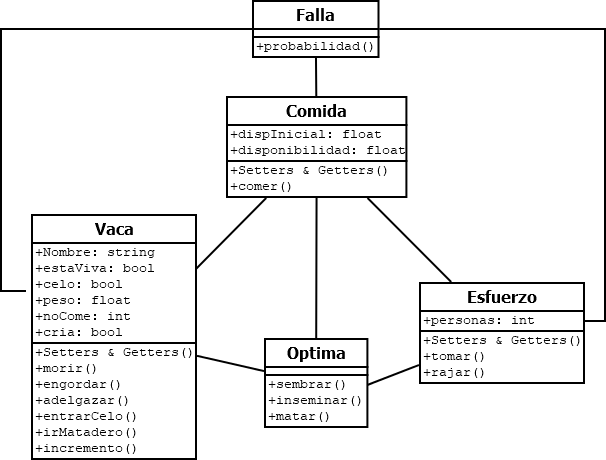 Falla
+probabilidad()
Comida
+dispInicial: float
+disponibilidad: float
+Setters & Getters()
+comer()
Vaca
+Nombre: string
+estaViva: bool
+celo: bool
+peso: float
+noCome: int
+cria: bool
+Setters & Getters()
+morir()
+engordar()
+adelgazar()
+entrarCelo()
+irMatadero()
+incremento()
Optima
+sembrar()
+inseminar()
+matar()
Esfuerzo
+personas: int
+Setters & Getters()
+tomar()
+rajar()